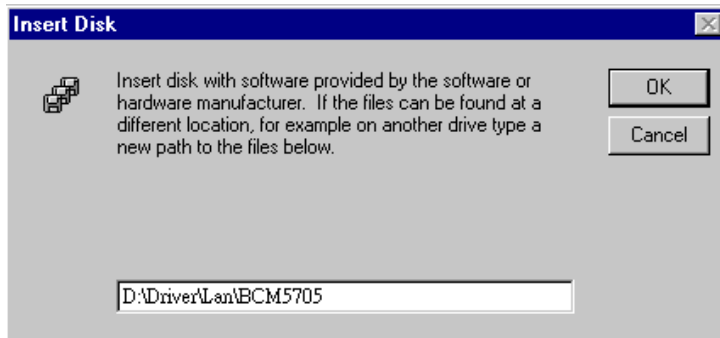 Insert Disk
Insert disk with software provided by the software or
hardware manufacturer. If the files can be found at a
different location, for example on another drive type a
new path to the files below.
OK
Cancel
D:\Driver\Lan\BCM5705